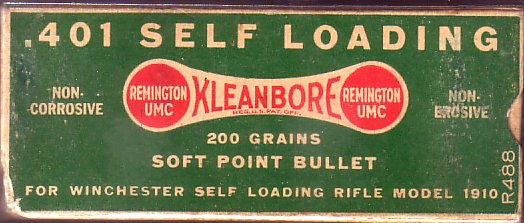 .401 SELF LOADING
NON-
CORROSIVE
REMINGTON
UMC
KLEANBORE
REG. U.S. PAT. OFF.
REMINGTON
UMC
NON-
EROSIVE
200 GRAINS
SOFT POINT BULLET
FOR WINCHESTER SELF LOADING RIFLE MODEL 1910
R488